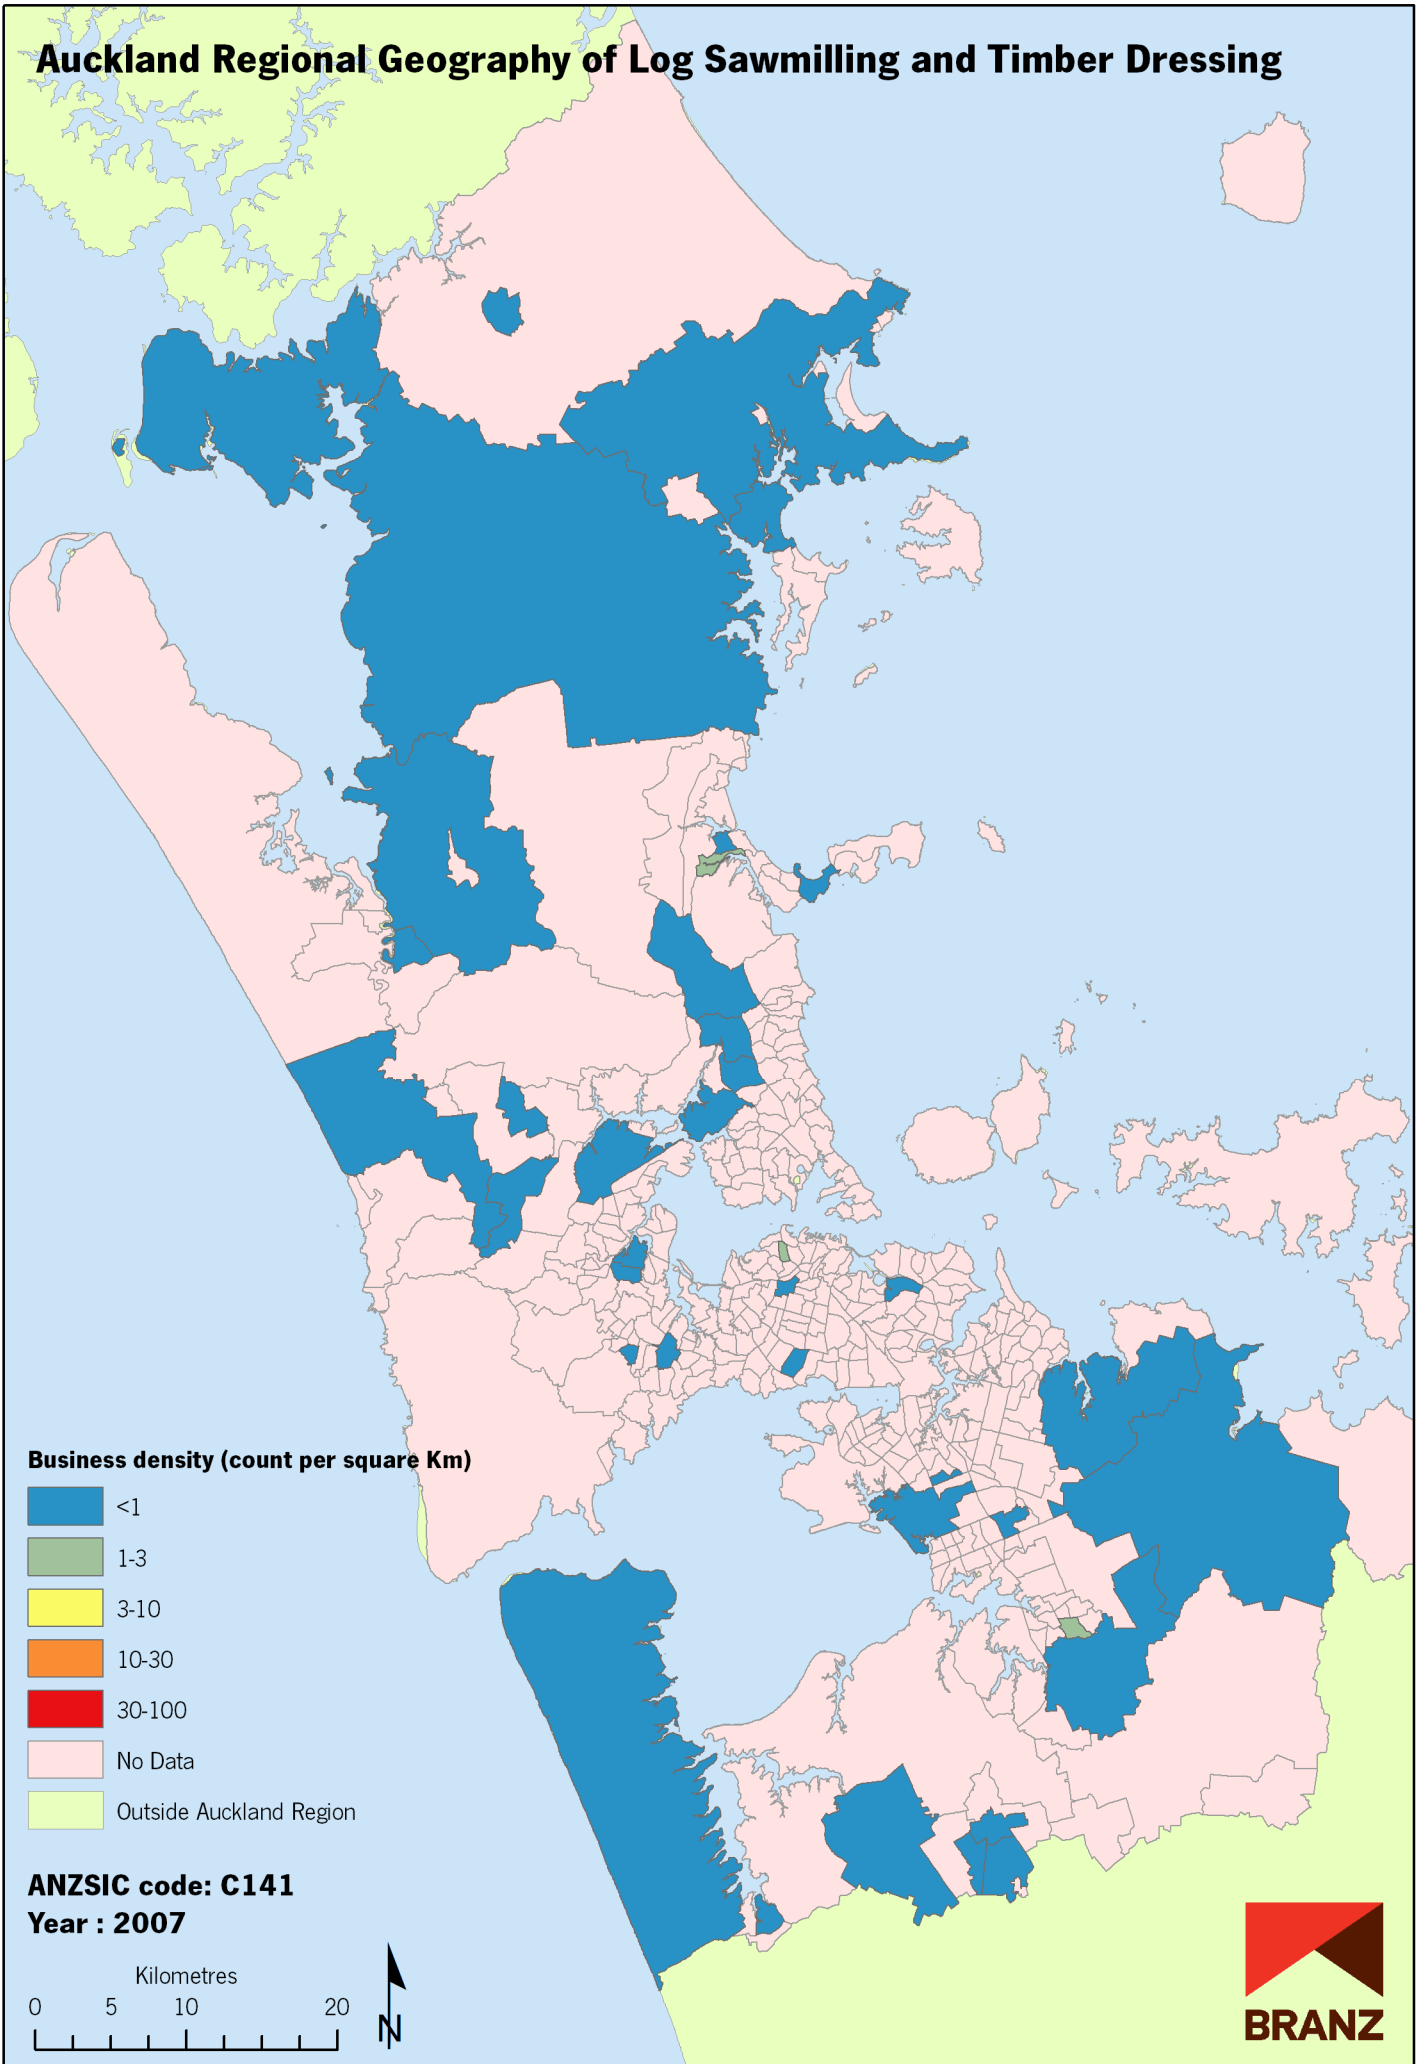 Auckland Regional Geography of Log Sawmilling and Timber Dressing
Business density (count per square Km)
<1
1-3
3-10
10-30
30-100
No Data
Outside Auckland Region
ANZSIC code: C141
Year : 2007
Kilometres
0 5 10 20
N
BRANZ